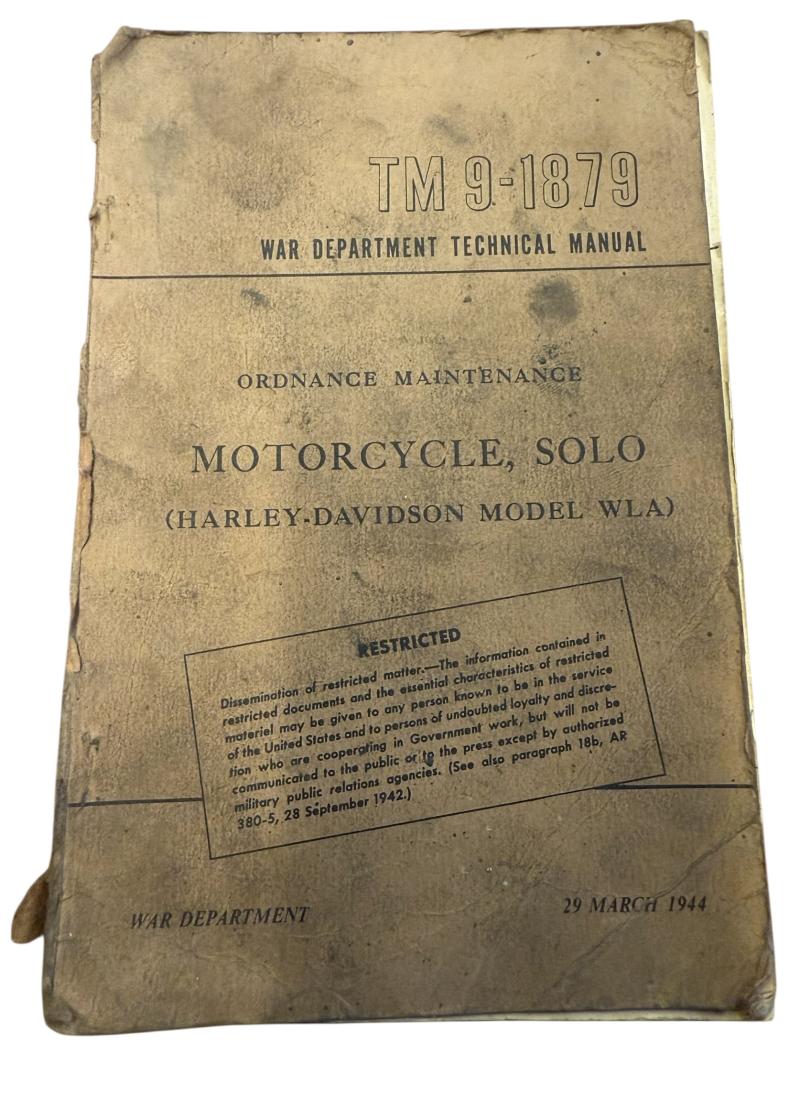 TM 9-1879
WAR DEPARTMENT TECHNICAL MANUAL
ORDNANCE MAINTENANCE
MOTORCYCLE, SOLO
(HARLEY-DAVIDSON MODEL WLA)
RESTRICTED
Dissemination of restricted matter.—The information contained in
restricted documents and the essential characteristics of restricted
materiel may be given to any person known to be in the service
of the United States and to persons of undoubted loyalty and discre-
tion who are cooperating in Government work, but will not be
communicated to the public or to the press except by authorized
military public relations agencies. (See also paragraph 18b, AR
380-5, 28 September 1942.)
WAR DEPARTMENT
29 MARCH 1944